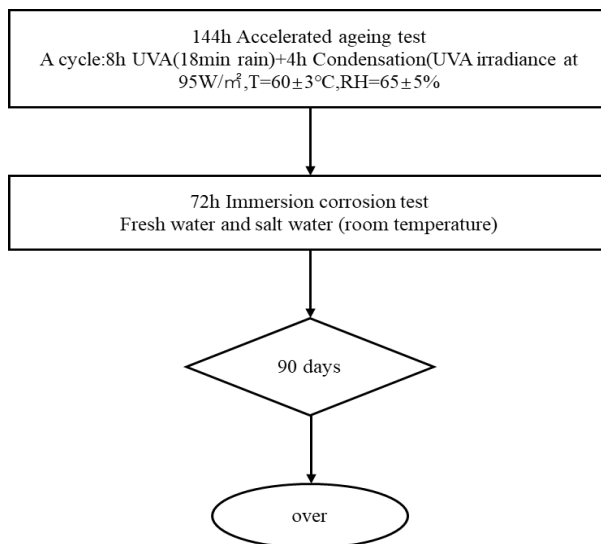 144h Accelerated ageing test
A cycle:8h UVA(18min rain)+4h Condensation(UVA irradiance at
95W/㎡,T=60±3℃,RH=65±5%
72h Immersion corrosion test
Fresh water and salt water (room temperature)
90 days
over